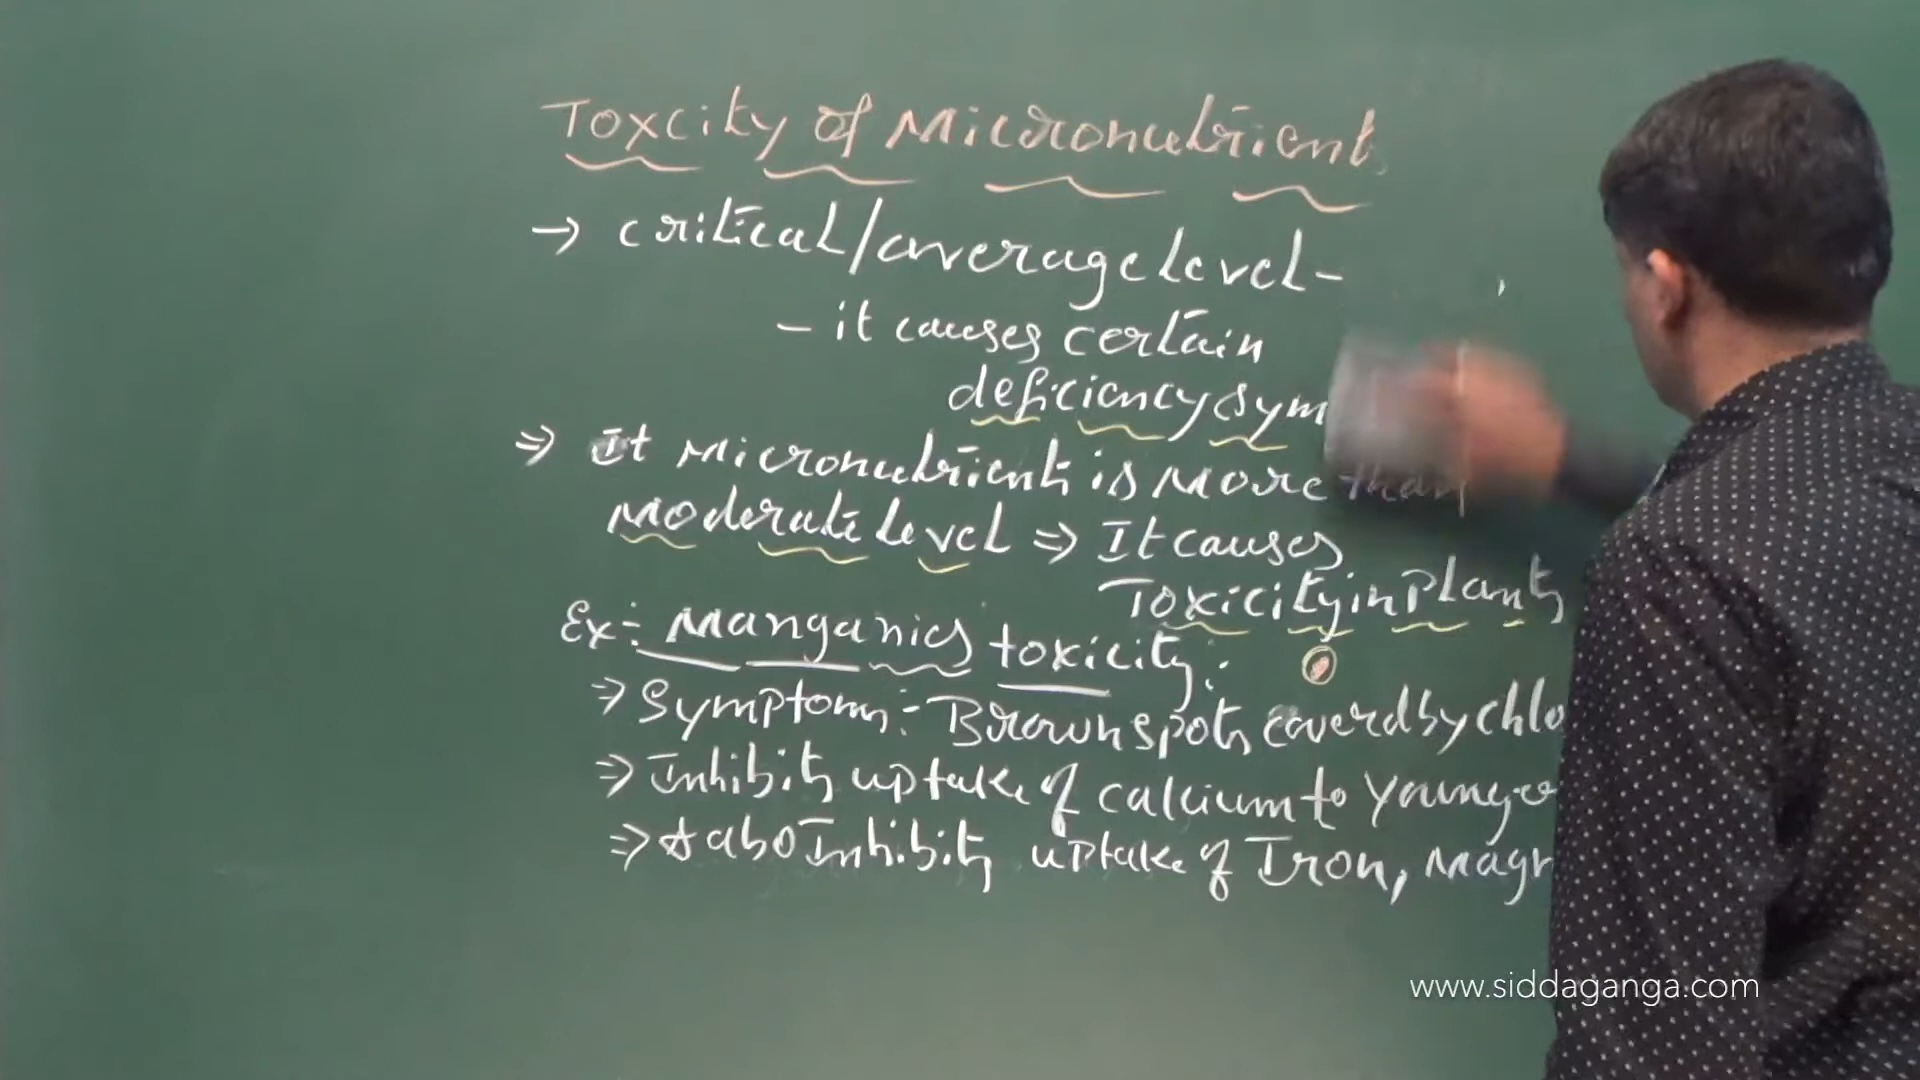 Toxcity of Micronutrient
→ critical/average level -
- it causes certain
deficiency sym
⇒ It Micronutrient is More than
Moderate level ⇒ It causes
Toxicity in Plants
Ex:- Manganies toxicity:
⇒ Symptoms:- Brown spots coverd by chlo
⇒ Inhibits uptake of calcium to young
⇒ Also Inhibits uptake of Iron, Magn
www.siddaganga.com